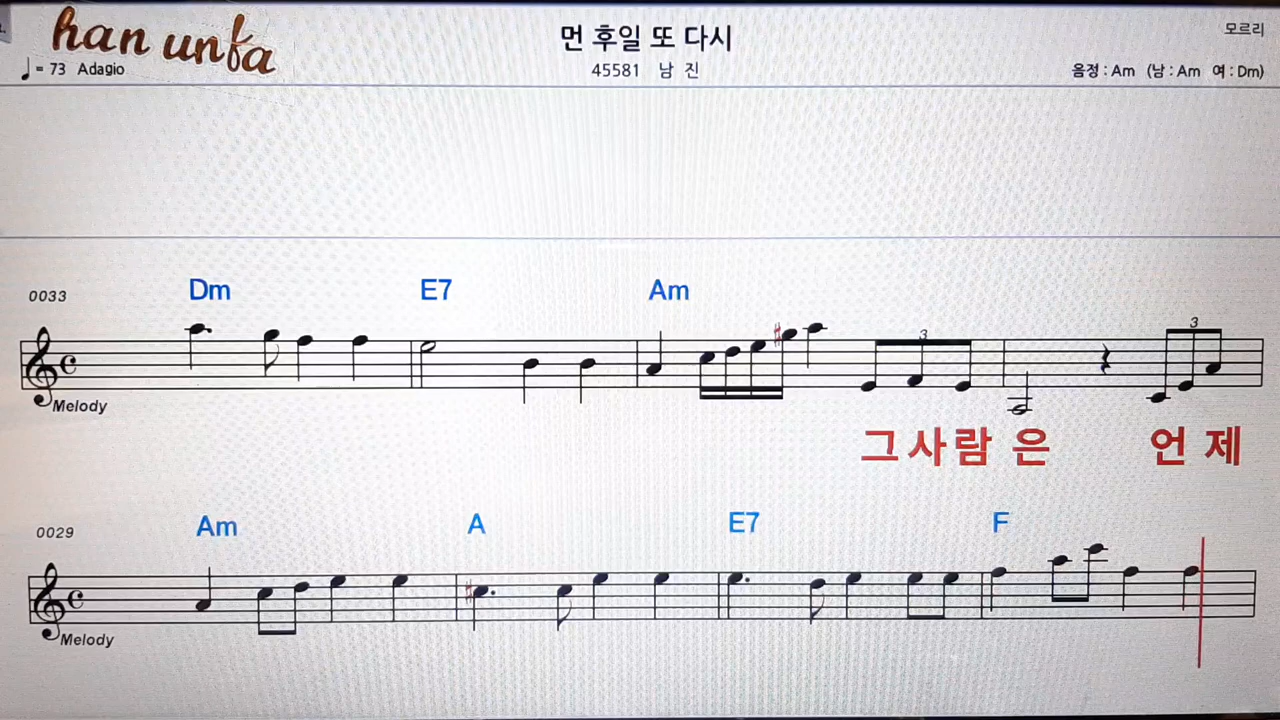 han unfa
먼 후일 또 다시
모르리
♩ = 73 Adagio
45581 남 진
음정 : Am (남 : Am 여 : Dm)
0033
Dm E7 Am
3 3
Melody
그사람 은 언 제
0029
Am A E7 F
Melody